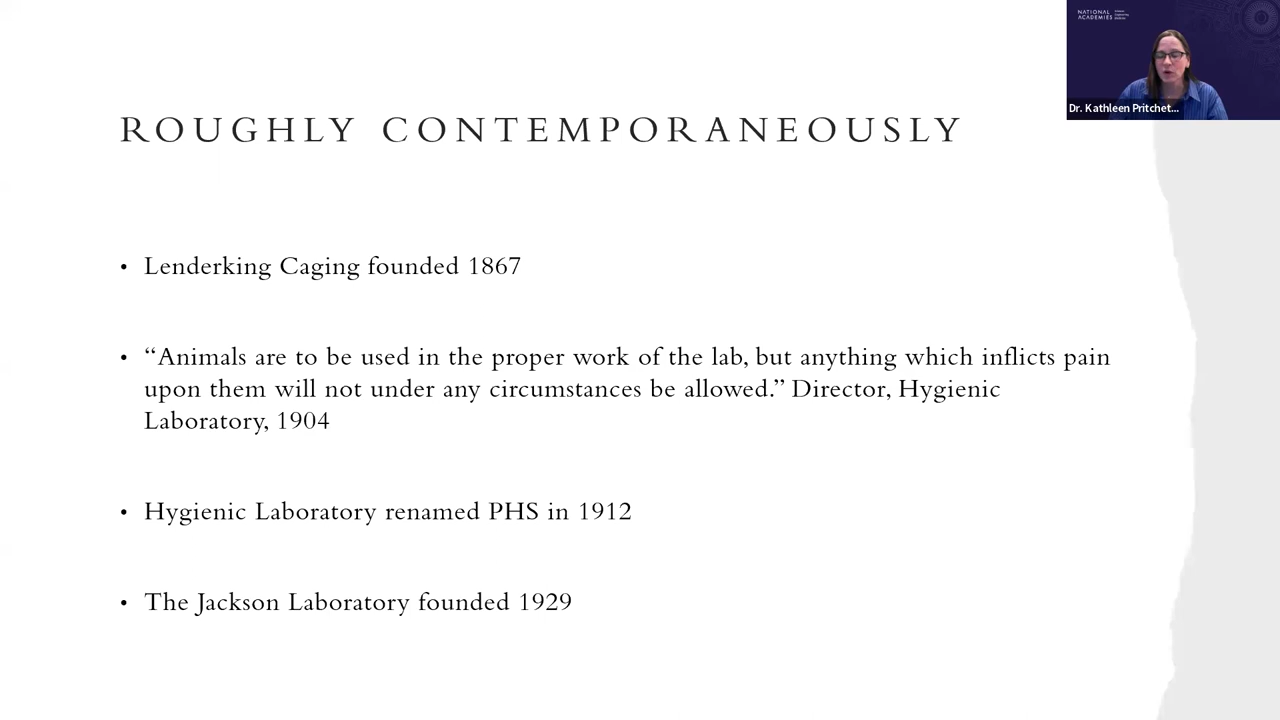 NATIONAL
ACADEMIES
Dr. Kathleen Pritchet...
ROUGHLY CONTEMPORANEOUSLY
• Lenderking Caging founded 1867
• “Animals are to be used in the proper work of the lab, but anything which inflicts pain
upon them will not under any circumstances be allowed.” Director, Hygienic
Laboratory, 1904
• Hygienic Laboratory renamed PHS in 1912
• The Jackson Laboratory founded 1929